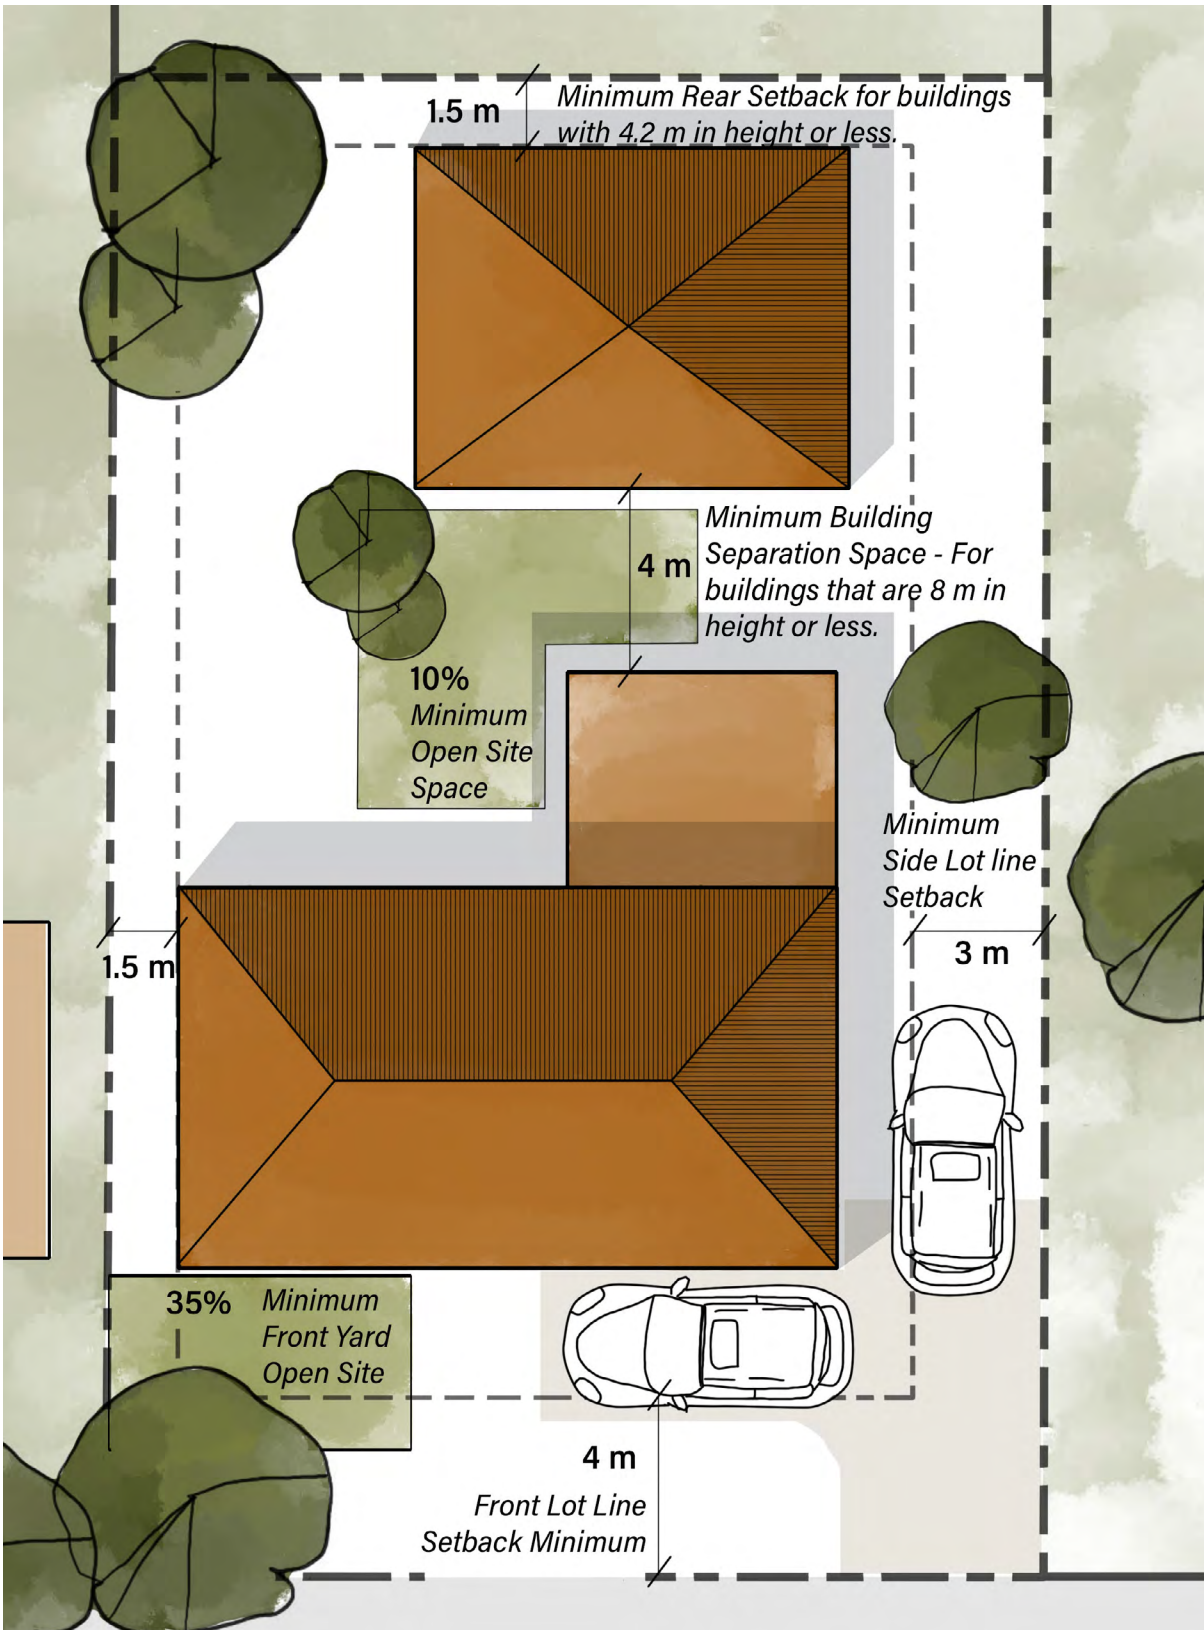 1.5 m
Minimum Rear Setback for buildings
with 4.2 m in height or less.
4 m
Minimum Building
Separation Space - For
buildings that are 8 m in
height or less.
10%
Minimum
Open Site
Space
Minimum
Side Lot line
Setback
1.5 m
3 m
35%
Minimum
Front Yard
Open Site
4 m
Front Lot Line
Setback Minimum